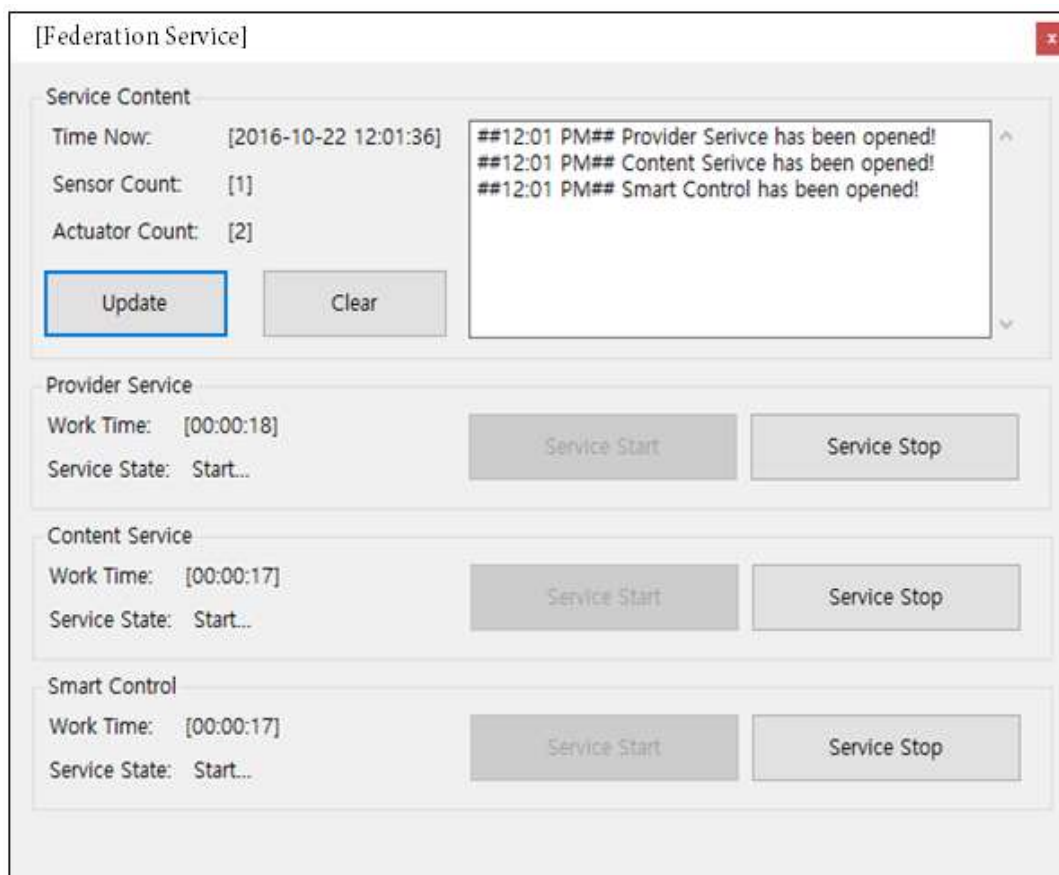 [Federation Service]
x
Service Content
Time Now: [2016-10-22 12:01:36]
Sensor Count: [1]
Actuator Count: [2]
Update
Clear
##12:01 PM## Provider Serivce has been opened!
##12:01 PM## Content Serivce has been opened!
##12:01 PM## Smart Control has been opened!
Provider Service
Work Time: [00:00:18]
Service State: Start...
Service Start
Service Stop
Content Service
Work Time: [00:00:17]
Service State: Start...
Service Start
Service Stop
Smart Control
Work Time: [00:00:17]
Service State: Start...
Service Start
Service Stop